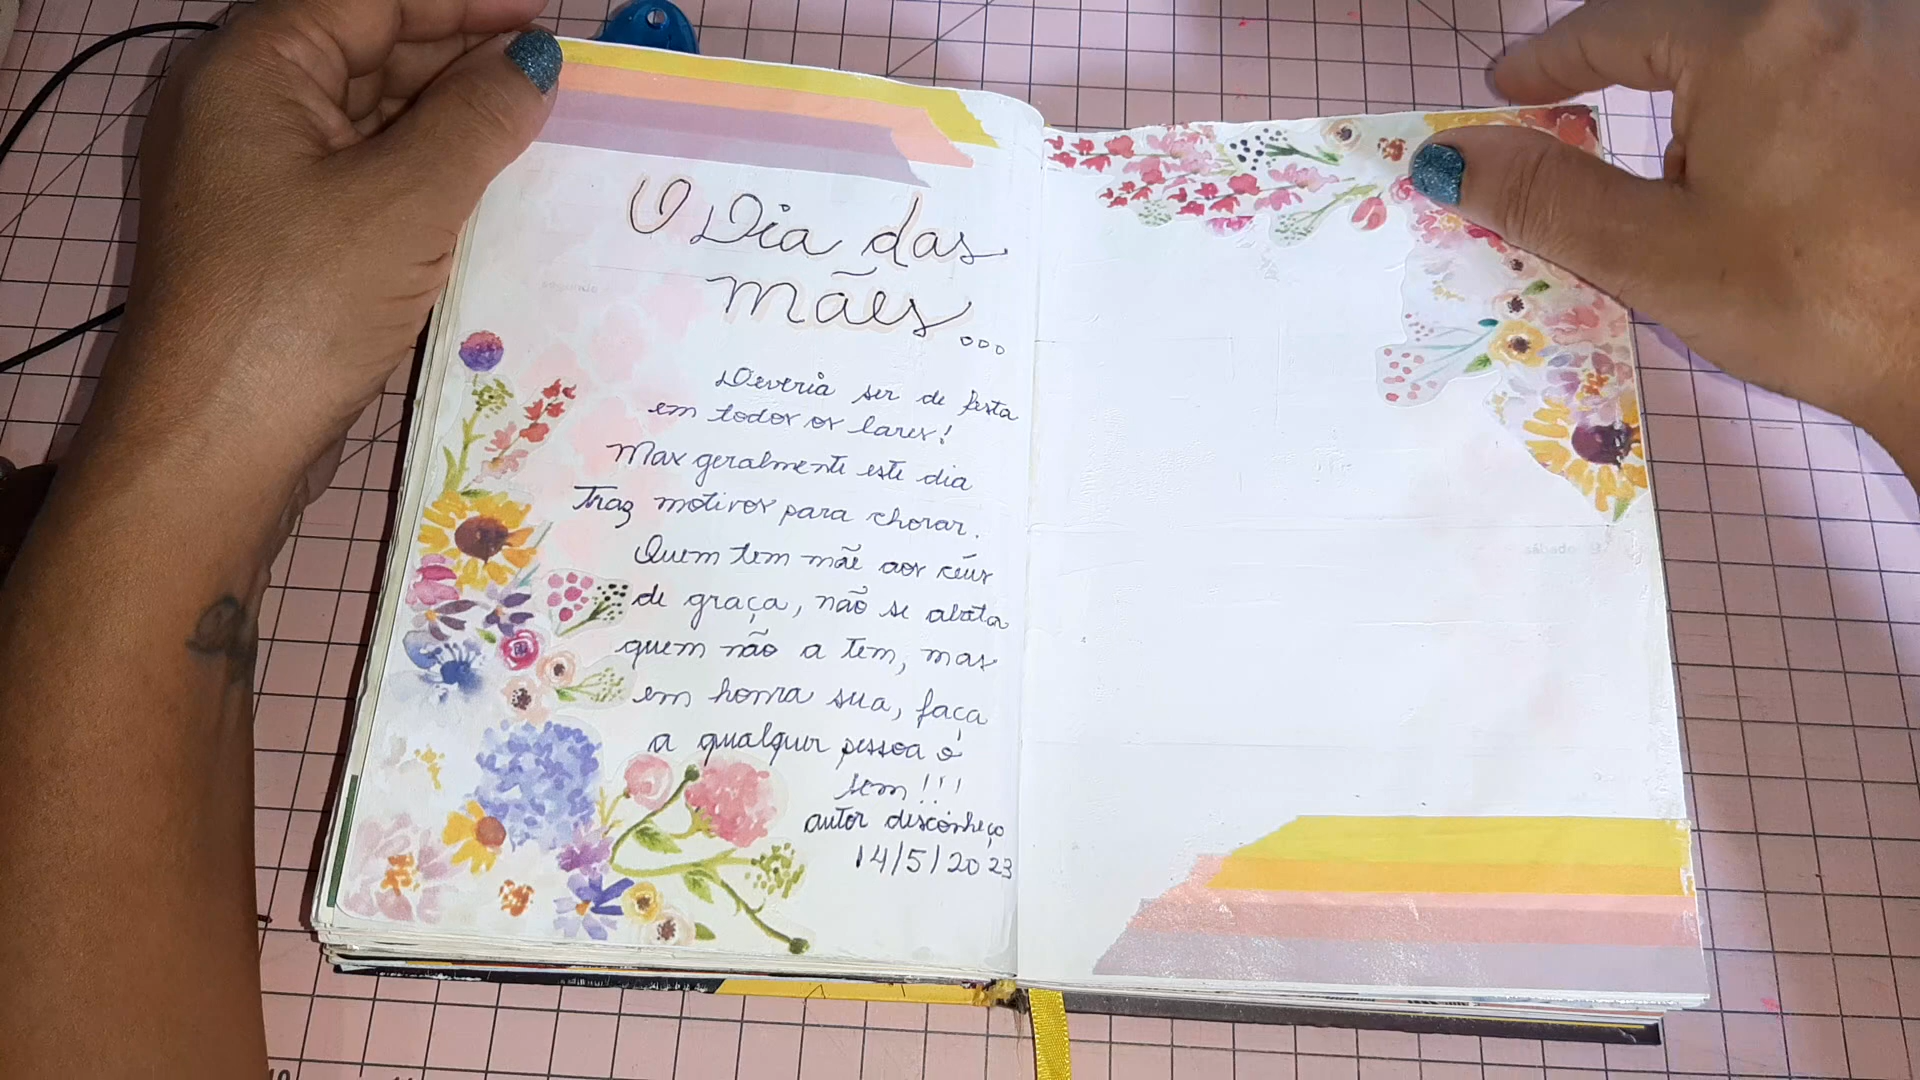 O Dia das
mães...
Deveria ser de festa
em todos os lares!
Mas geralmente este dia
Traz motivos para chorar.
Quem tem mãe aos céus
de graça, não se abata
quem não a tem, mas
em honra sua, faça
a qualquer pessoa o
bem!!!
autor desconheço
14/5/2023